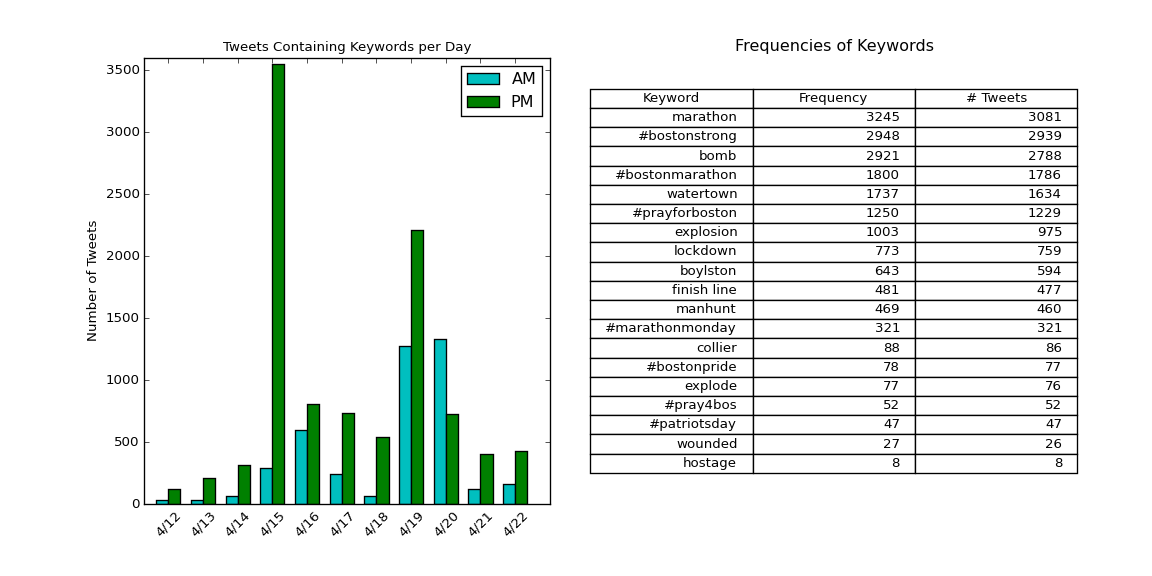 Tweets Containing Keywords per Day
3500
3000
2500
2000
1500
1000
500
0
Number of Tweets
AM
PM
4/12 4/13 4/14 4/15 4/16 4/17 4/18 4/19 4/20 4/21 4/22
Frequencies of Keywords
Keyword Frequency # Tweets
marathon 3245 3081
#bostonstrong 2948 2939
bomb 2921 2788
#bostonmarathon 1800 1786
watertown 1737 1634
#prayforboston 1250 1229
explosion 1003 975
lockdown 773 759
boylston 643 594
finish line 481 477
manhunt 469 460
#marathonmonday 321 321
collier 88 86
#bostonpride 78 77
explode 77 76
#pray4bos 52 52
#patriotsday 47 47
wounded 27 26
hostage 8 8